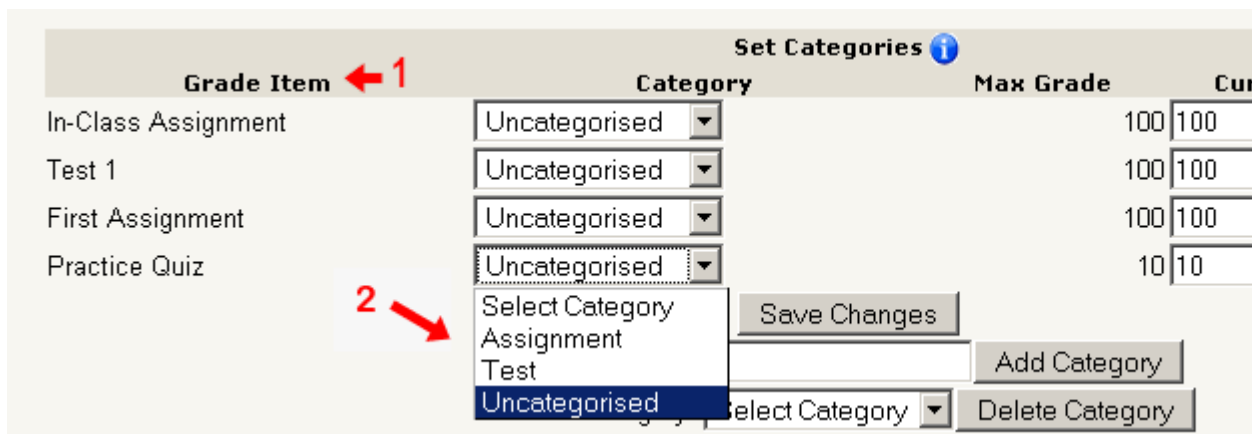 Set Categories i
Grade Item 1 Category Max Grade Cur
In-Class Assignment Uncategorised 100 100
Test 1 Uncategorised 100 100
First Assignment Uncategorised 100 100
Practice Quiz Uncategorised 10 10
2 Select Category Save Changes
Assignment
Test Add Category
Uncategorised Select Category Delete Category